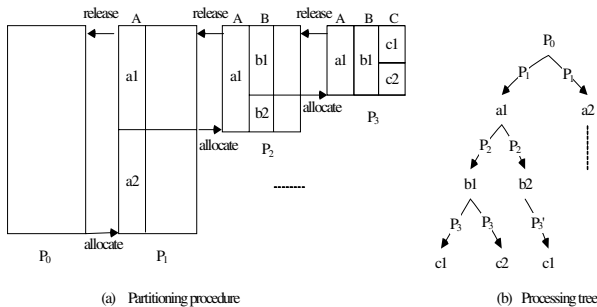 release A release A B release A B C
a1 a1 b1 a1 b1 c1
c2
b2 allocate P3
allocate P2
a2
allocate
P0 P1
(a) Partitioning procedure
P0
P1 P1
a1 a2
P2 P2
b1 b2
P3 P3 P3'
c1 c2 c1
(b) Processing tree